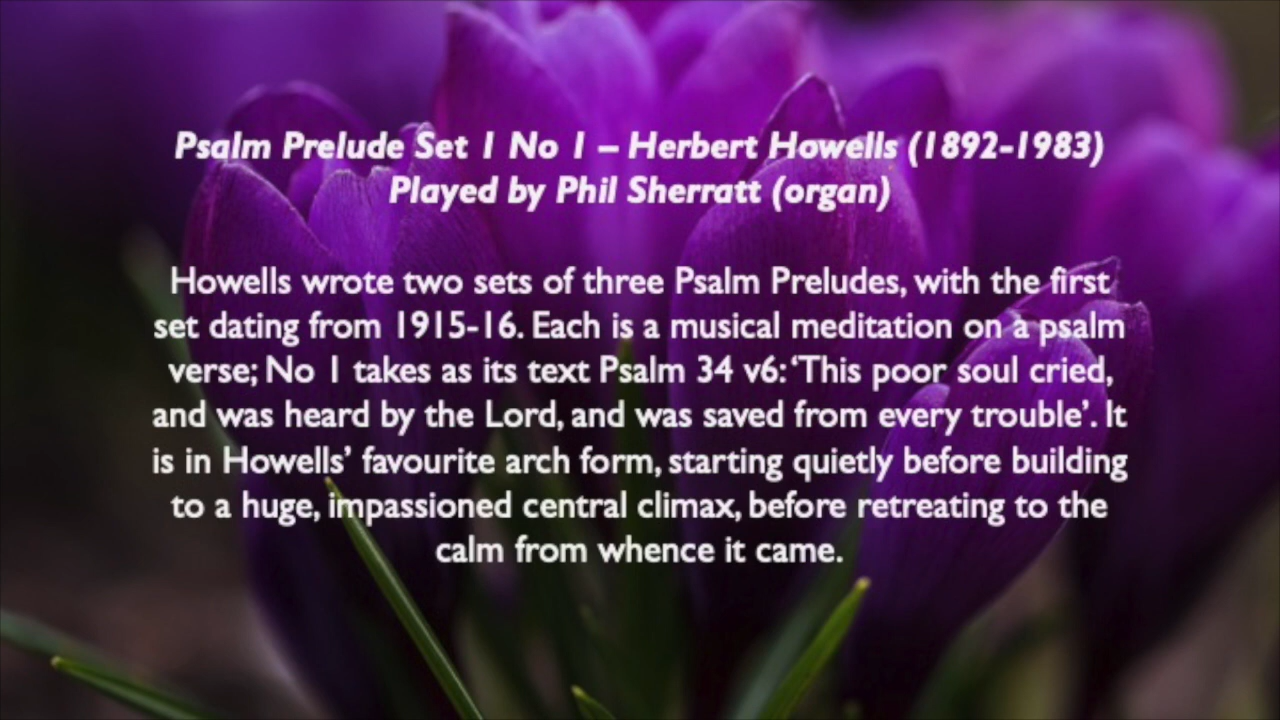 Psalm Prelude Set 1 No 1 – Herbert Howells (1892-1983)
Played by Phil Sherratt (organ)
Howells wrote two sets of three Psalm Preludes, with the first
set dating from 1915-16. Each is a musical meditation on a psalm
verse; No 1 takes as its text Psalm 34 v6: ‘This poor soul cried,
and was heard by the Lord, and was saved from every trouble’. It
is in Howells’ favourite arch form, starting quietly before building
to a huge, impassioned central climax, before retreating to the
calm from whence it came.